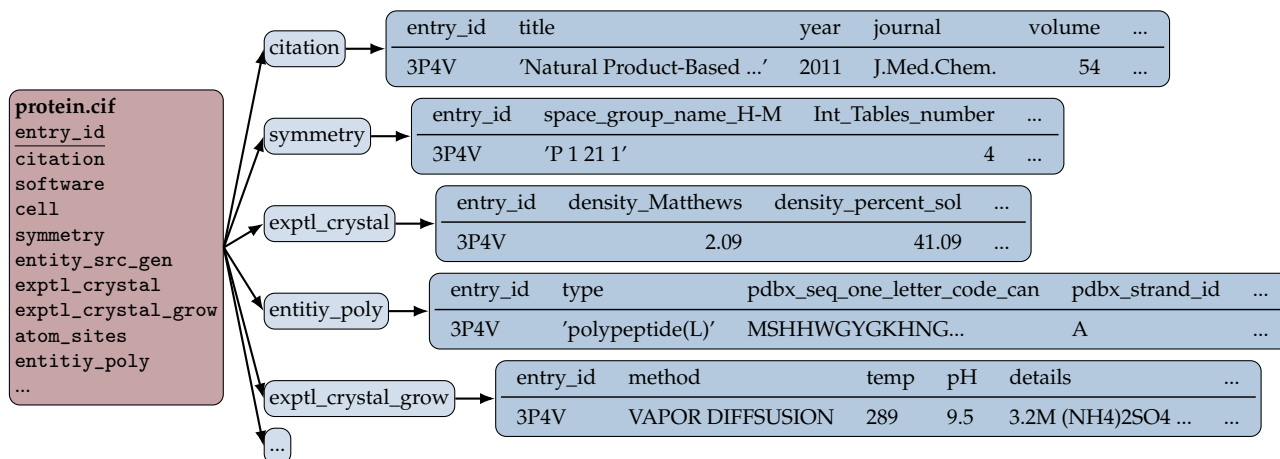 protein.cif
entry_id
citation
software
cell
symmetry
entity_src_gen
exptl_crystal
exptl_crystal_grow
atom_sites
entitiy_poly
...
citation
entry_id title year journal volume ...
3P4V ’Natural Product-Based ...’ 2011 J.Med.Chem. 54 ...
symmetry
entry_id space_group_name_H-M Int_Tables_number ...
3P4V ’P 1 21 1’ 4 ...
exptl_crystal
entry_id density_Matthews density_percent_sol ...
3P4V 2.09 41.09 ...
entitiy_poly
entry_id type pdbx_seq_one_letter_code_can pdbx_strand_id ...
3P4V ’polypeptide(L)’ MSHHWGYGKHNG... A ...
exptl_crystal_grow
entry_id method temp pH details ...
3P4V VAPOR DIFFSUSION 289 9.5 3.2M (NH4)2SO4 ... ...
...